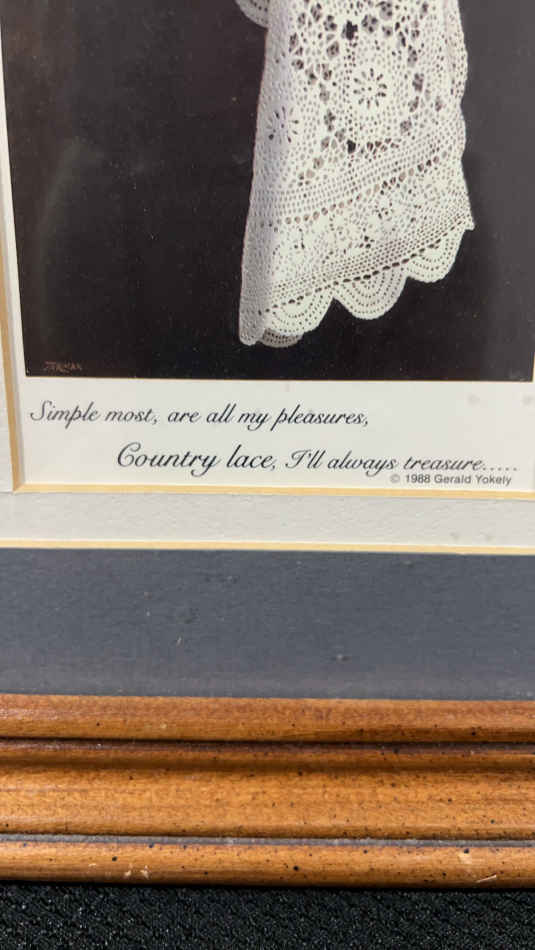 Simple most, are all my pleasures,
Country lace, I'll always treasure.....
© 1988 Gerald Yokely